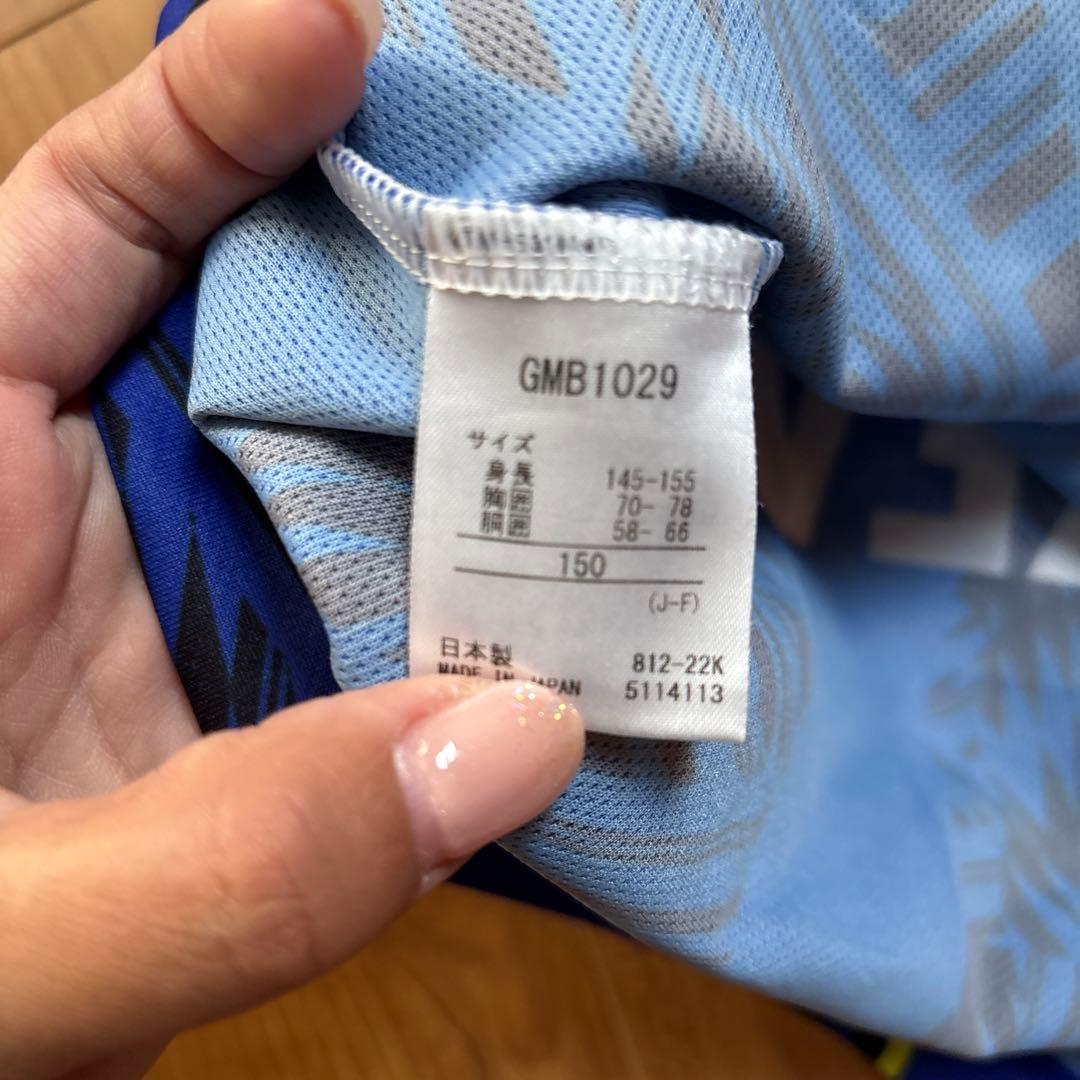 GMB1029
サイズ
身長 145-155
胸囲 70- 78
胴囲 58- 66
150
(J-F)
日本製 812-22K
MADE IN JAPAN 5114113